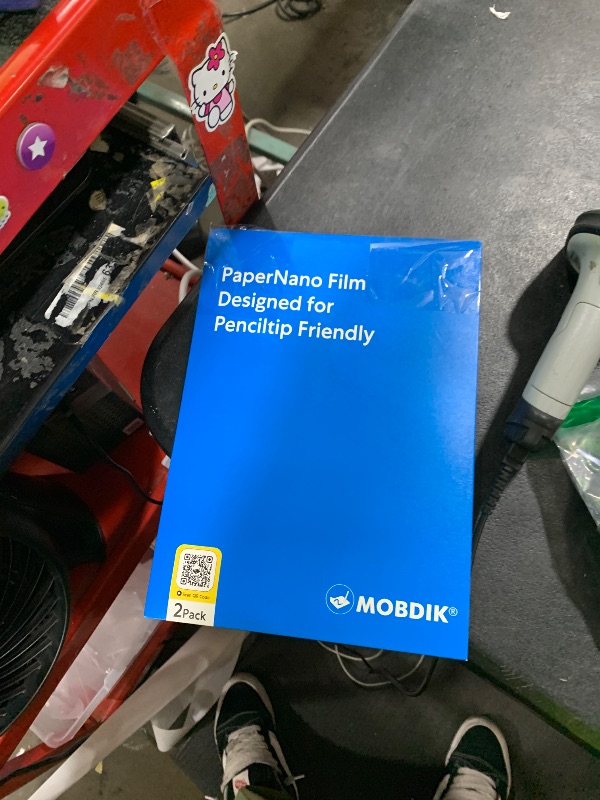 PaperNano Film
Designed for
Penciltip Friendly
2Pack
MOBDIK®